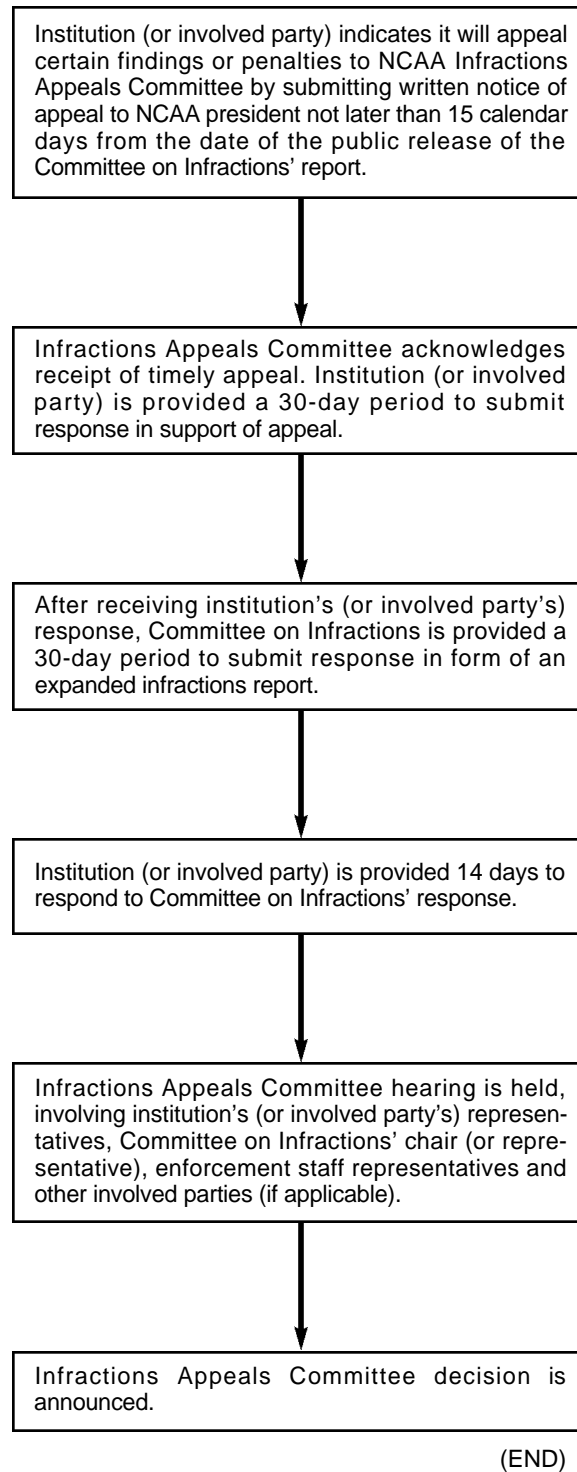 Institution (or involved party) indicates it will appeal
certain findings or penalties to NCAA Infractions
Appeals Committee by submitting written notice of
appeal to NCAA president not later than 15 calendar
days from the date of the public release of the
Committee on Infractions’ report.
Infractions Appeals Committee acknowledges
receipt of timely appeal. Institution (or involved
party) is provided a 30-day period to submit
response in support of appeal.
After receiving institution’s (or involved party’s)
response, Committee on Infractions is provided a
30-day period to submit response in form of an
expanded infractions report.
Institution (or involved party) is provided 14 days to
respond to Committee on Infractions’ response.
Infractions Appeals Committee hearing is held,
involving institution’s (or involved party’s) represen-
tatives, Committee on Infractions’ chair (or repre-
sentative), enforcement staff representatives and
other involved parties (if applicable).
Infractions Appeals Committee decision is
announced.
(END)